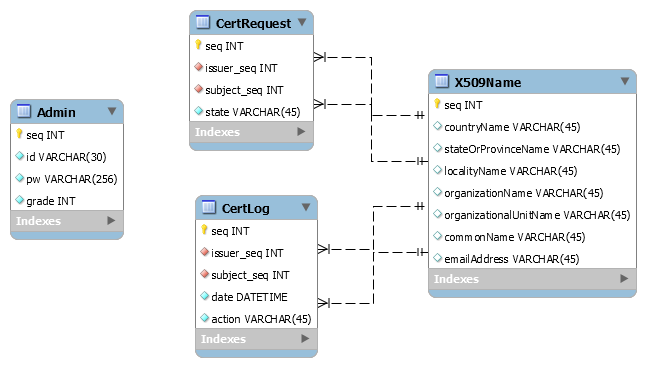 CertRequest
seq INT
issuer_seq INT
subject_seq INT
state VARCHAR(45)
Indexes
Admin
seq INT
id VARCHAR(30)
pw VARCHAR(256)
grade INT
Indexes
X509Name
seq INT
countryName VARCHAR(45)
stateOrProvinceName VARCHAR(45)
localityName VARCHAR(45)
organizationName VARCHAR(45)
organizationalUnitName VARCHAR(45)
commonName VARCHAR(45)
emailAddress VARCHAR(45)
Indexes
CertLog
seq INT
issuer_seq INT
subject_seq INT
date DATETIME
action VARCHAR(45)
Indexes